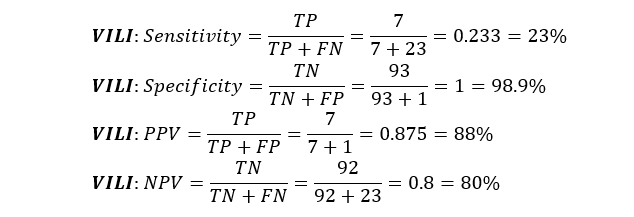 VILI: Sensitivity = TP / (TP + FN) = 7 / (7 + 23) = 0.233 = 23%
VILI: Specificity = TN / (TN + FP) = 93 / (93 + 1) = 1 = 98.9%
VILI: PPV = TP / (TP + FP) = 7 / (7 + 1) = 0.875 = 88%
VILI: NPV = TN / (TN + FN) = 92 / (92 + 23) = 0.8 = 80%